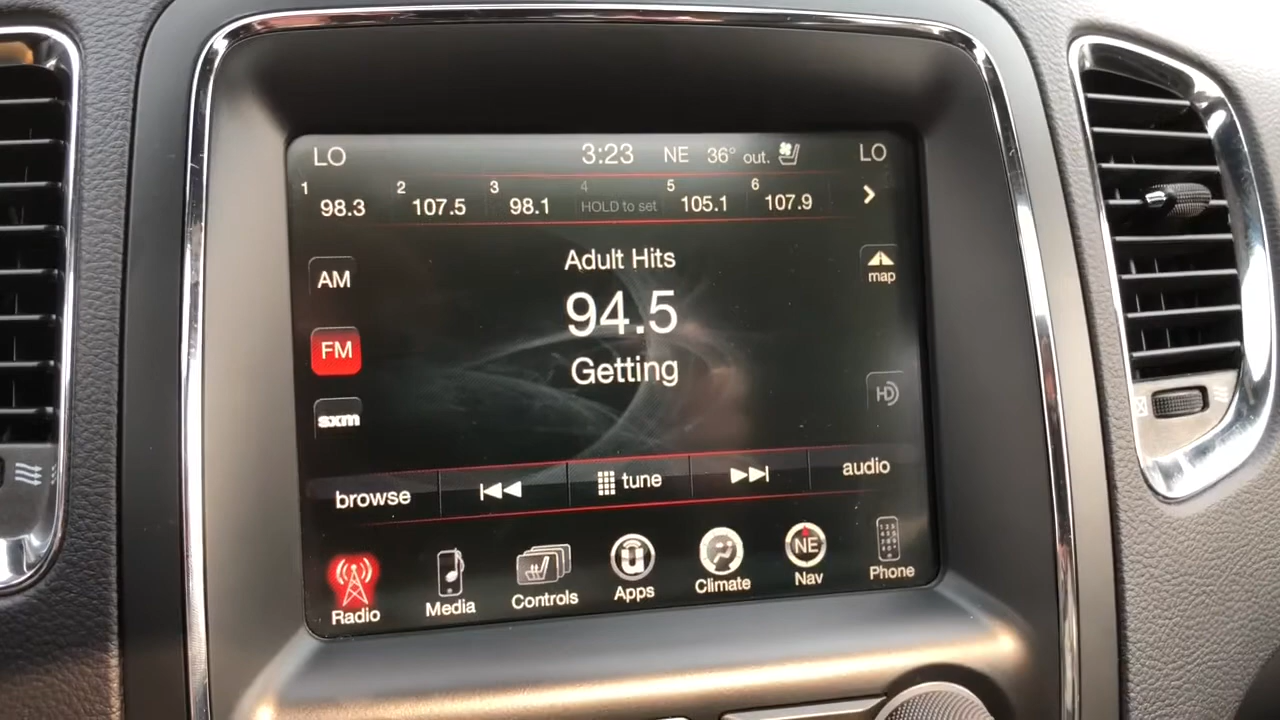 LO 3:23 NE 36° out. LO
1 98.3 2 107.5 3 98.1 4 HOLD to set 5 105.1 6 107.9
Adult Hits
AM
map
94.5
FM
Getting
HD
sxm
browse tune audio
Radio Media Controls Apps Climate NE Nav Phone